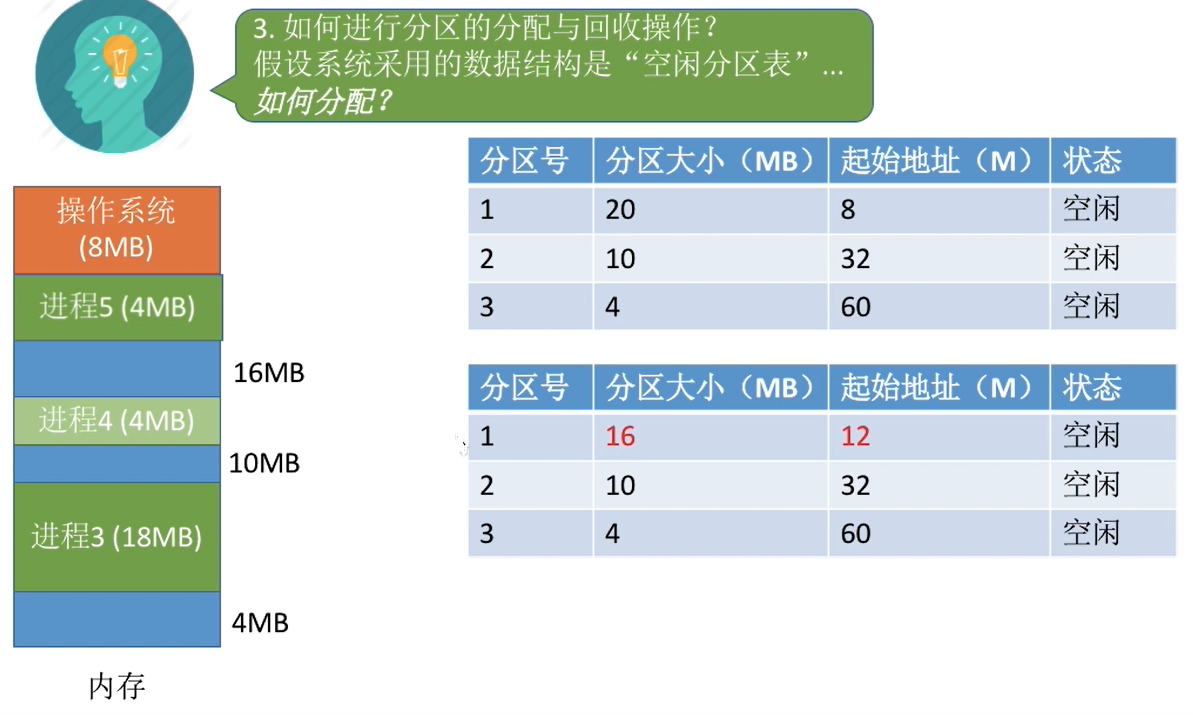 3. 如何进行分区的分配与回收操作？
假设系统采用的数据结构是“空闲分区表”...
如何分配？
操作系统
(8MB)
进程5 (4MB)
16MB
进程4 (4MB)
10MB
进程3 (18MB)
4MB
内存
分区号 分区大小（MB） 起始地址（M） 状态
1 20 8 空闲
2 10 32 空闲
3 4 60 空闲
分区号 分区大小（MB） 起始地址（M） 状态
1 16 12 空闲
2 10 32 空闲
3 4 60 空闲